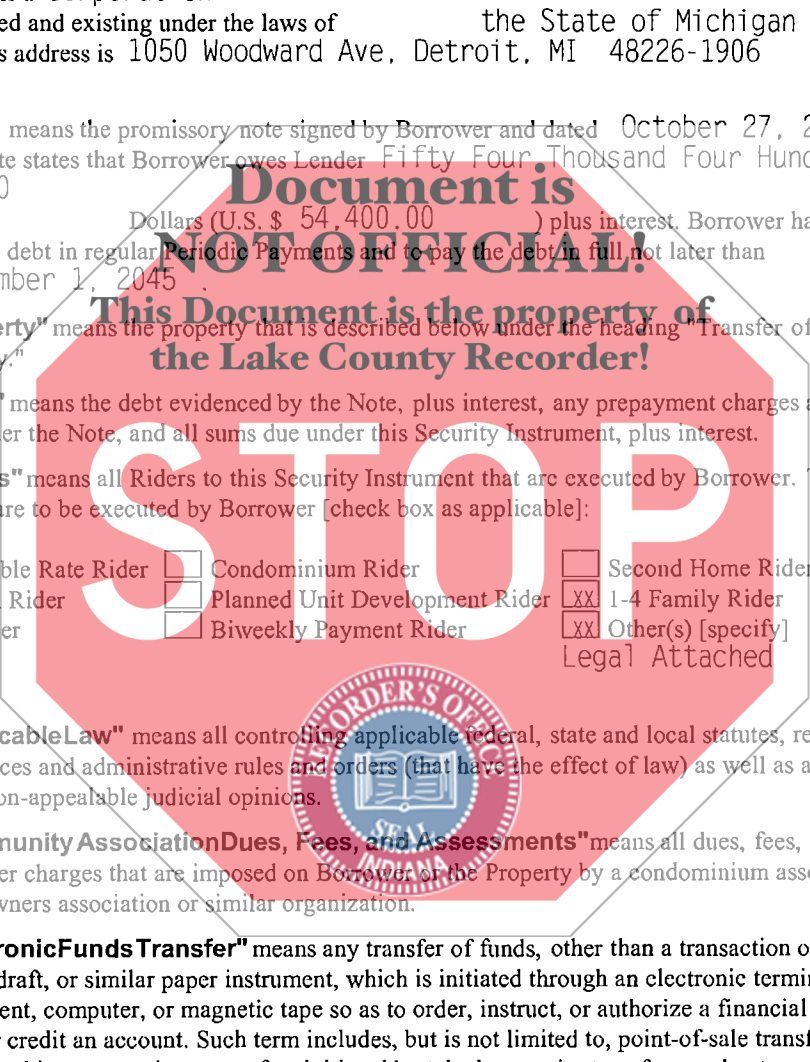 ed and existing under the laws of the State of Michigan
s address is 1050 Woodward Ave, Detroit, MI 48226-1906
means the promissory note signed by Borrower and dated October 27, 2
te states that Borrower owes Lender Fifty Four Thousand Four Hund
0
Document is
Dollars (U.S. $ 54,400.00 ) plus interest. Borrower ha
NOT OFFICIAL!
debt in regular Periodic Payments and to pay the debt in full not later than
mber 1, 2045 .
This Document is the property of
erty" means the property that is described below under the heading "Transfer of
the Lake County Recorder!
y."
" means the debt evidenced by the Note, plus interest, any prepayment charges a
er the Note, and all sums due under this Security Instrument, plus interest.
STOP
s" means all Riders to this Security Instrument that are executed by Borrower. T
re to be executed by Borrower [check box as applicable]:
ble Rate Rider Condominium Rider Second Home Rider
Rider Planned Unit Development Rider XX 1-4 Family Rider
er Biweekly Payment Rider XX Other(s) [specify]
Legal Attached
RECORDER'S OFFICE
cable Law" means all controlling applicable federal, state and local statutes, re
ces and administrative rules and orders (that have the effect of law) as well as a
on-appealable judicial opinions.
SEAL
INDIANA
munity Association Dues, Fees, and Assessments" means all dues, fees,
er charges that are imposed on Borrower or the Property by a condominium asso
wners association or similar organization.
ronic Funds Transfer" means any transfer of funds, other than a transaction o
draft, or similar paper instrument, which is initiated through an electronic termin
ent, computer, or magnetic tape so as to order, instruct, or authorize a financial
credit an account. Such term includes, but is not limited to, point-of-sale transf